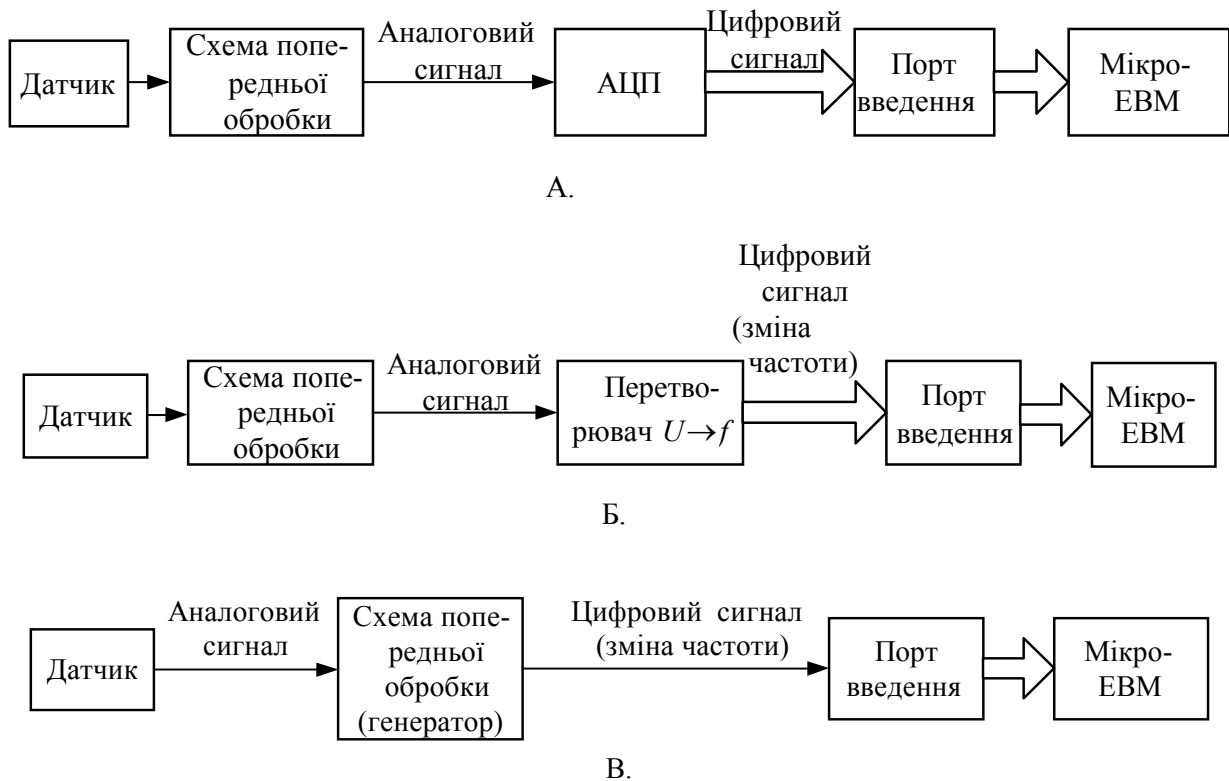 Датчик
Схема попе-
редньої
обробки
Аналоговий
сигнал
АЦП
Цифровий
сигнал
Порт
введення
Мікро-
ЕВМ
А.
Датчик
Схема попе-
редньої
обробки
Аналоговий
сигнал
Перетво-
рювач U→f
Цифровий
сигнал
(зміна
частоти)
Порт
введення
Мікро-
ЕВМ
Б.
Датчик
Аналоговий
сигнал
Схема попе-
редньої
обробки
(генератор)
Цифровий сигнал
(зміна частоти)
Порт
введення
Мікро-
ЕВМ
В.